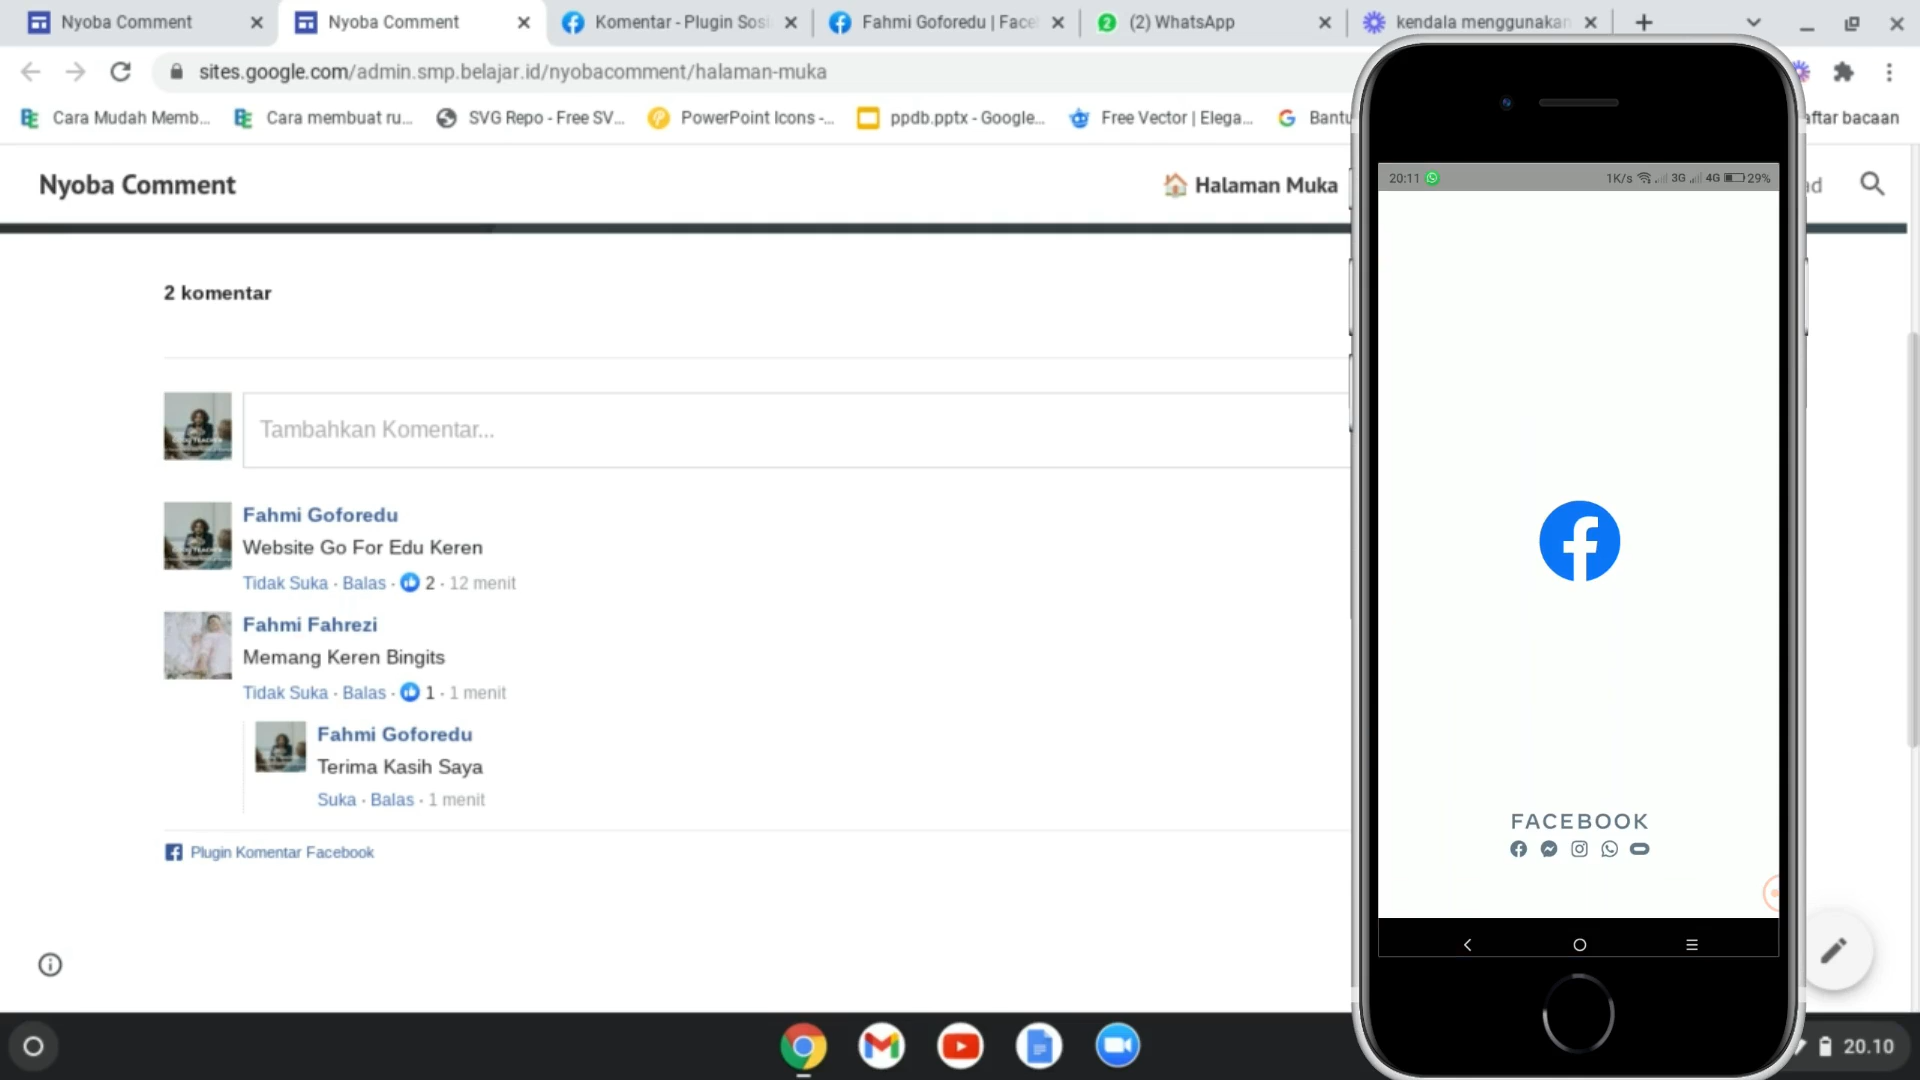 Nyoba Comment
Nyoba Comment
Komentar - Plugin Sosi
Fahmi Goforedu | Face
(2) WhatsApp
kendala menggunakan
sites.google.com/admin.smp.belajar.id/nyobacomment/halaman-muka
Cara Mudah Memb...
Cara membuat ru...
SVG Repo - Free SV...
PowerPoint Icons -...
ppdb.pptx - Google...
Free Vector | Elega...
Bantu
aftar bacaan
Nyoba Comment
Halaman Muka
2 komentar
Tambahkan Komentar...
Fahmi Goforedu
Website Go For Edu Keren
Tidak Suka · Balas · 2 · 12 menit
Fahmi Fahrezi
Memang Keren Bingits
Tidak Suka · Balas · 1 · 1 menit
Fahmi Goforedu
Terima Kasih Saya
Suka · Balas · 1 menit
Plugin Komentar Facebook
20:11
1K/s 3G 4G 29%
FACEBOOK
20.10